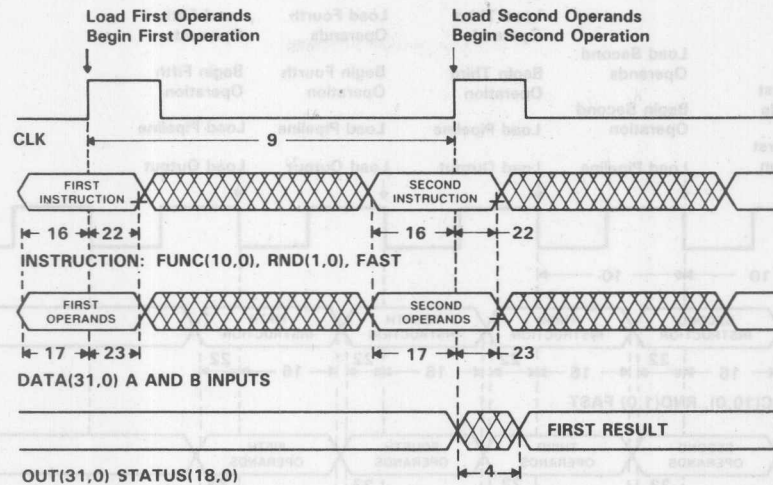 Load First Operands
Begin First Operation
Load Second Operands
Begin Second Operation
CLK
9
FIRST
INSTRUCTION
SECOND
INSTRUCTION
16 22
16 22
INSTRUCTION: FUNC(10,0), RND(1,0), FAST
FIRST
OPERANDS
SECOND
OPERANDS
17 23
17 23
DATA(31,0) A AND B INPUTS
FIRST RESULT
4
OUT(31,0) STATUS(18,0)